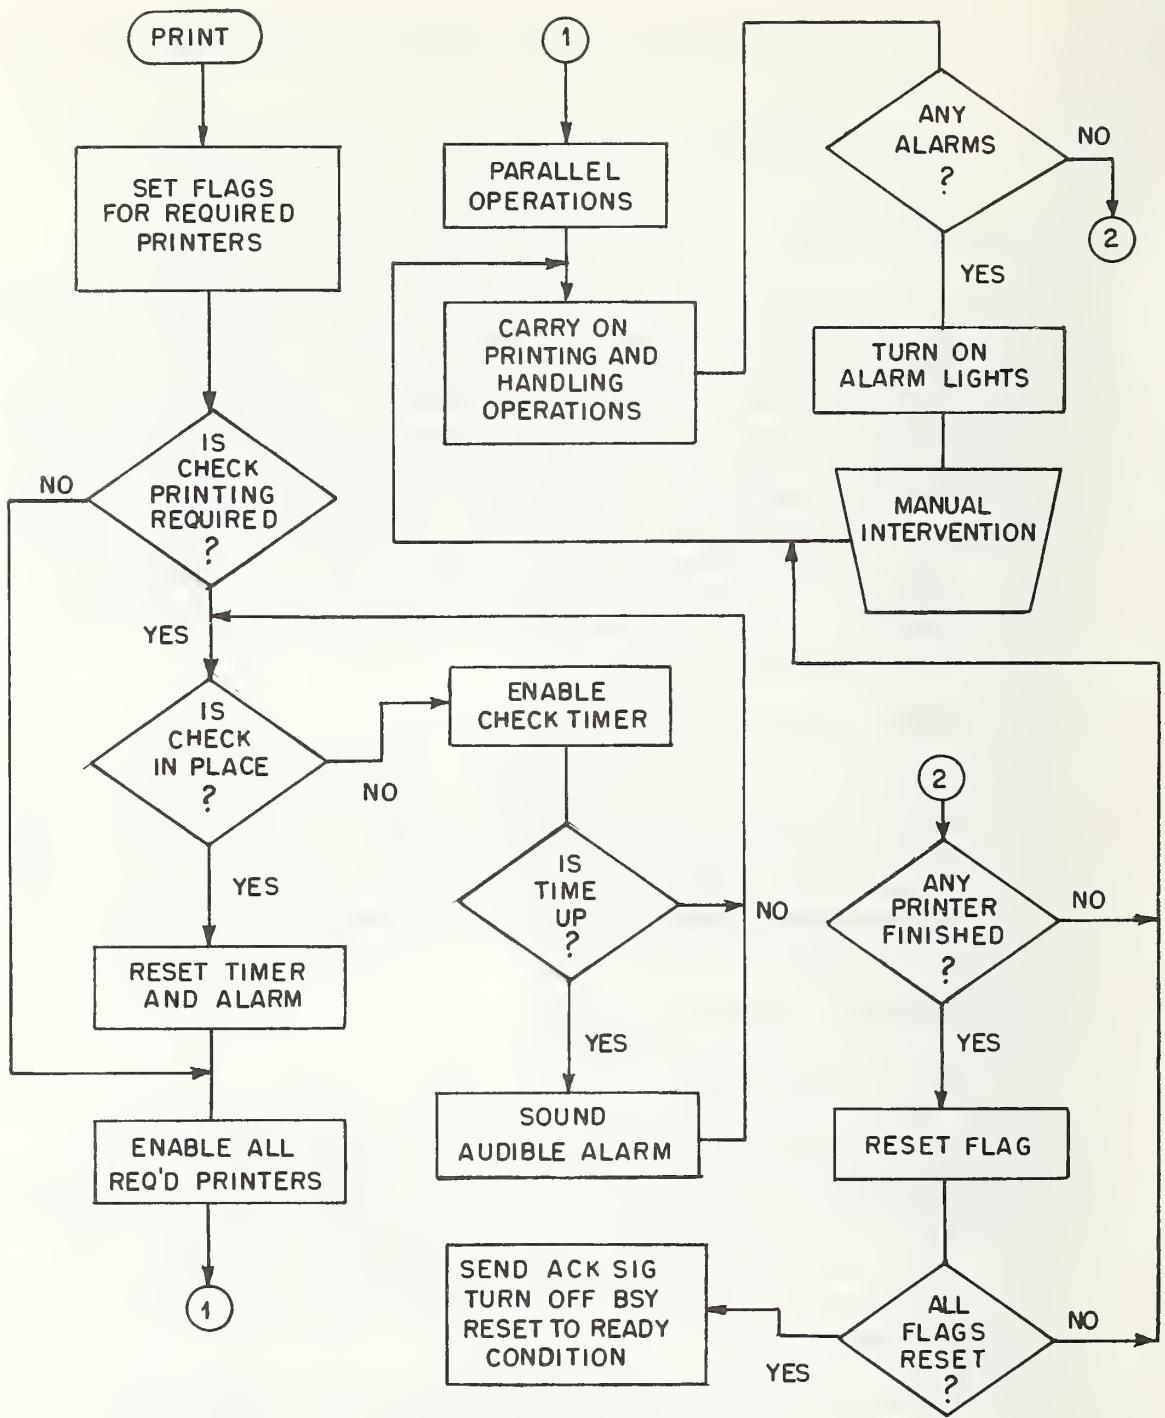 PRINT
SET FLAGS
FOR REQUIRED
PRINTERS
IS
CHECK
PRINTING
REQUIRED
?
NO
YES
IS
CHECK
IN PLACE
?
NO
YES
RESET TIMER
AND ALARM
ENABLE ALL
REQ'D PRINTERS
1
ENABLE
CHECK TIMER
IS
TIME
UP
?
NO
YES
SOUND
AUDIBLE ALARM
1
PARALLEL
OPERATIONS
CARRY ON
PRINTING AND
HANDLING
OPERATIONS
ANY
ALARMS
?
NO
2
YES
TURN ON
ALARM LIGHTS
MANUAL
INTERVENTION
2
ANY
PRINTER
FINISHED
?
NO
YES
RESET FLAG
ALL
FLAGS
RESET
?
NO
YES
SEND ACK SIG
TURN OFF BSY
RESET TO READY
CONDITION